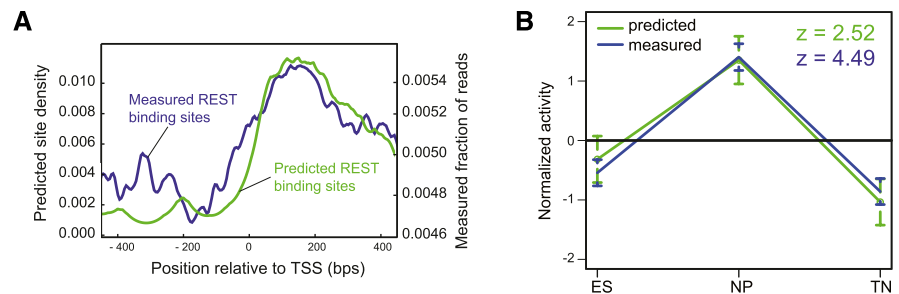 A
Predicted site density
0.010
0.008
0.006
0.004
0.002
0.000
Measured REST
binding sites
Predicted REST
binding sites
0.0054
0.0052
0.0050
0.0048
0.0046
Measured fraction of reads
- 400
- 200
0
200
400
Position relative to TSS (bps)
B
Normalized activity
2
1
0
-1
-2
predicted
measured
z = 2.52
z = 4.49
ES
NP
TN